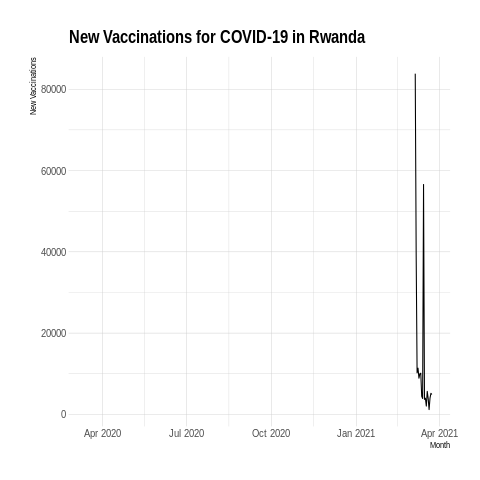 New Vaccinations for COVID-19 in Rwanda
New Vaccinations
80000
60000
40000
20000
0
Apr 2020 Jul 2020 Oct 2020 Jan 2021 Apr 2021
Month